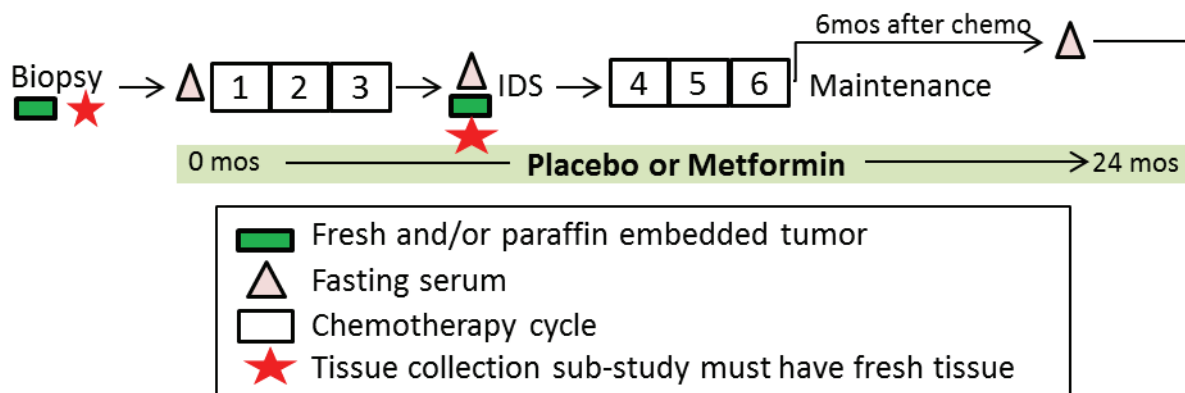 6mos after chemo
Biopsy
1 2 3
IDS
4 5 6
Maintenance
0 mos
Placebo or Metformin
24 mos
Fresh and/or paraffin embedded tumor
Fasting serum
Chemotherapy cycle
Tissue collection sub-study must have fresh tissue